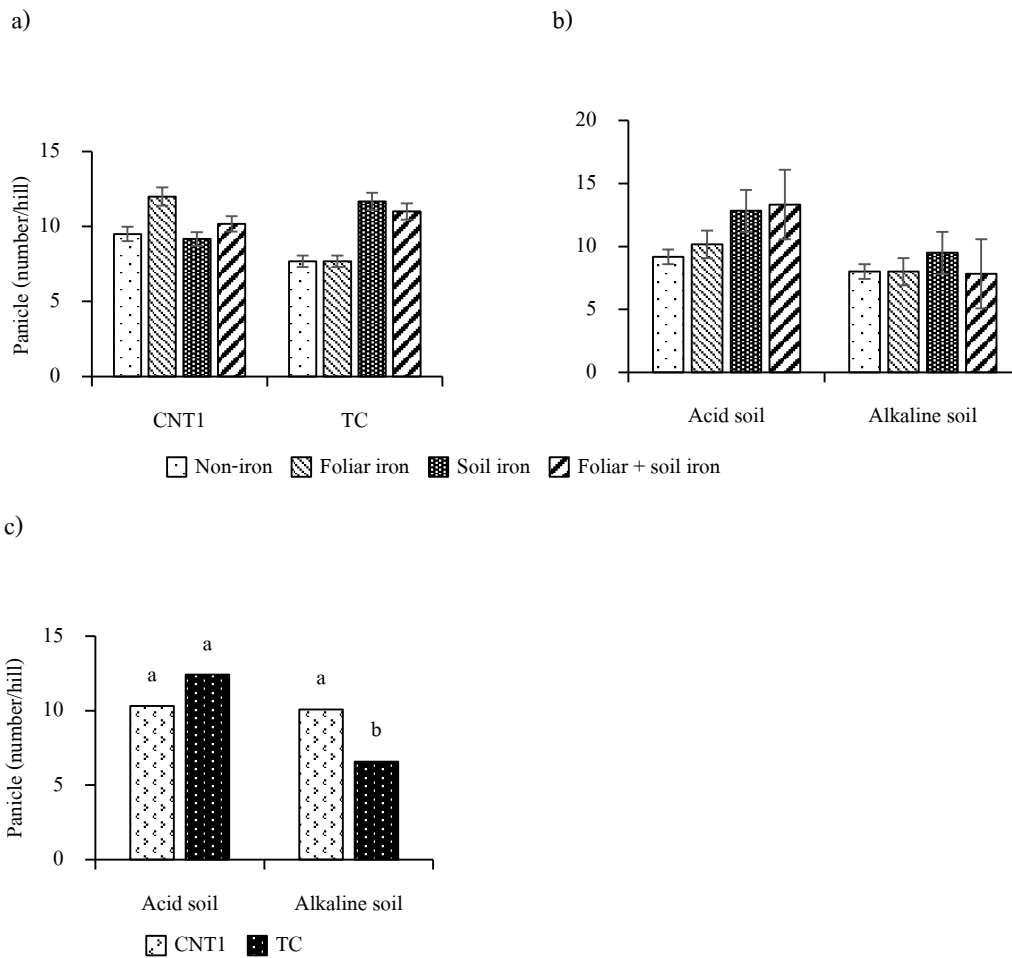 a)
15
10
5
0
Panicle (number/hill)
CNT1
TC
b)
20
15
10
5
0
Acid soil
Alkaline soil
Non-iron
Foliar iron
Soil iron
Foliar + soil iron
c)
15
10
5
0
Panicle (number/hill)
a
a
a
b
Acid soil
Alkaline soil
CNT1
TC